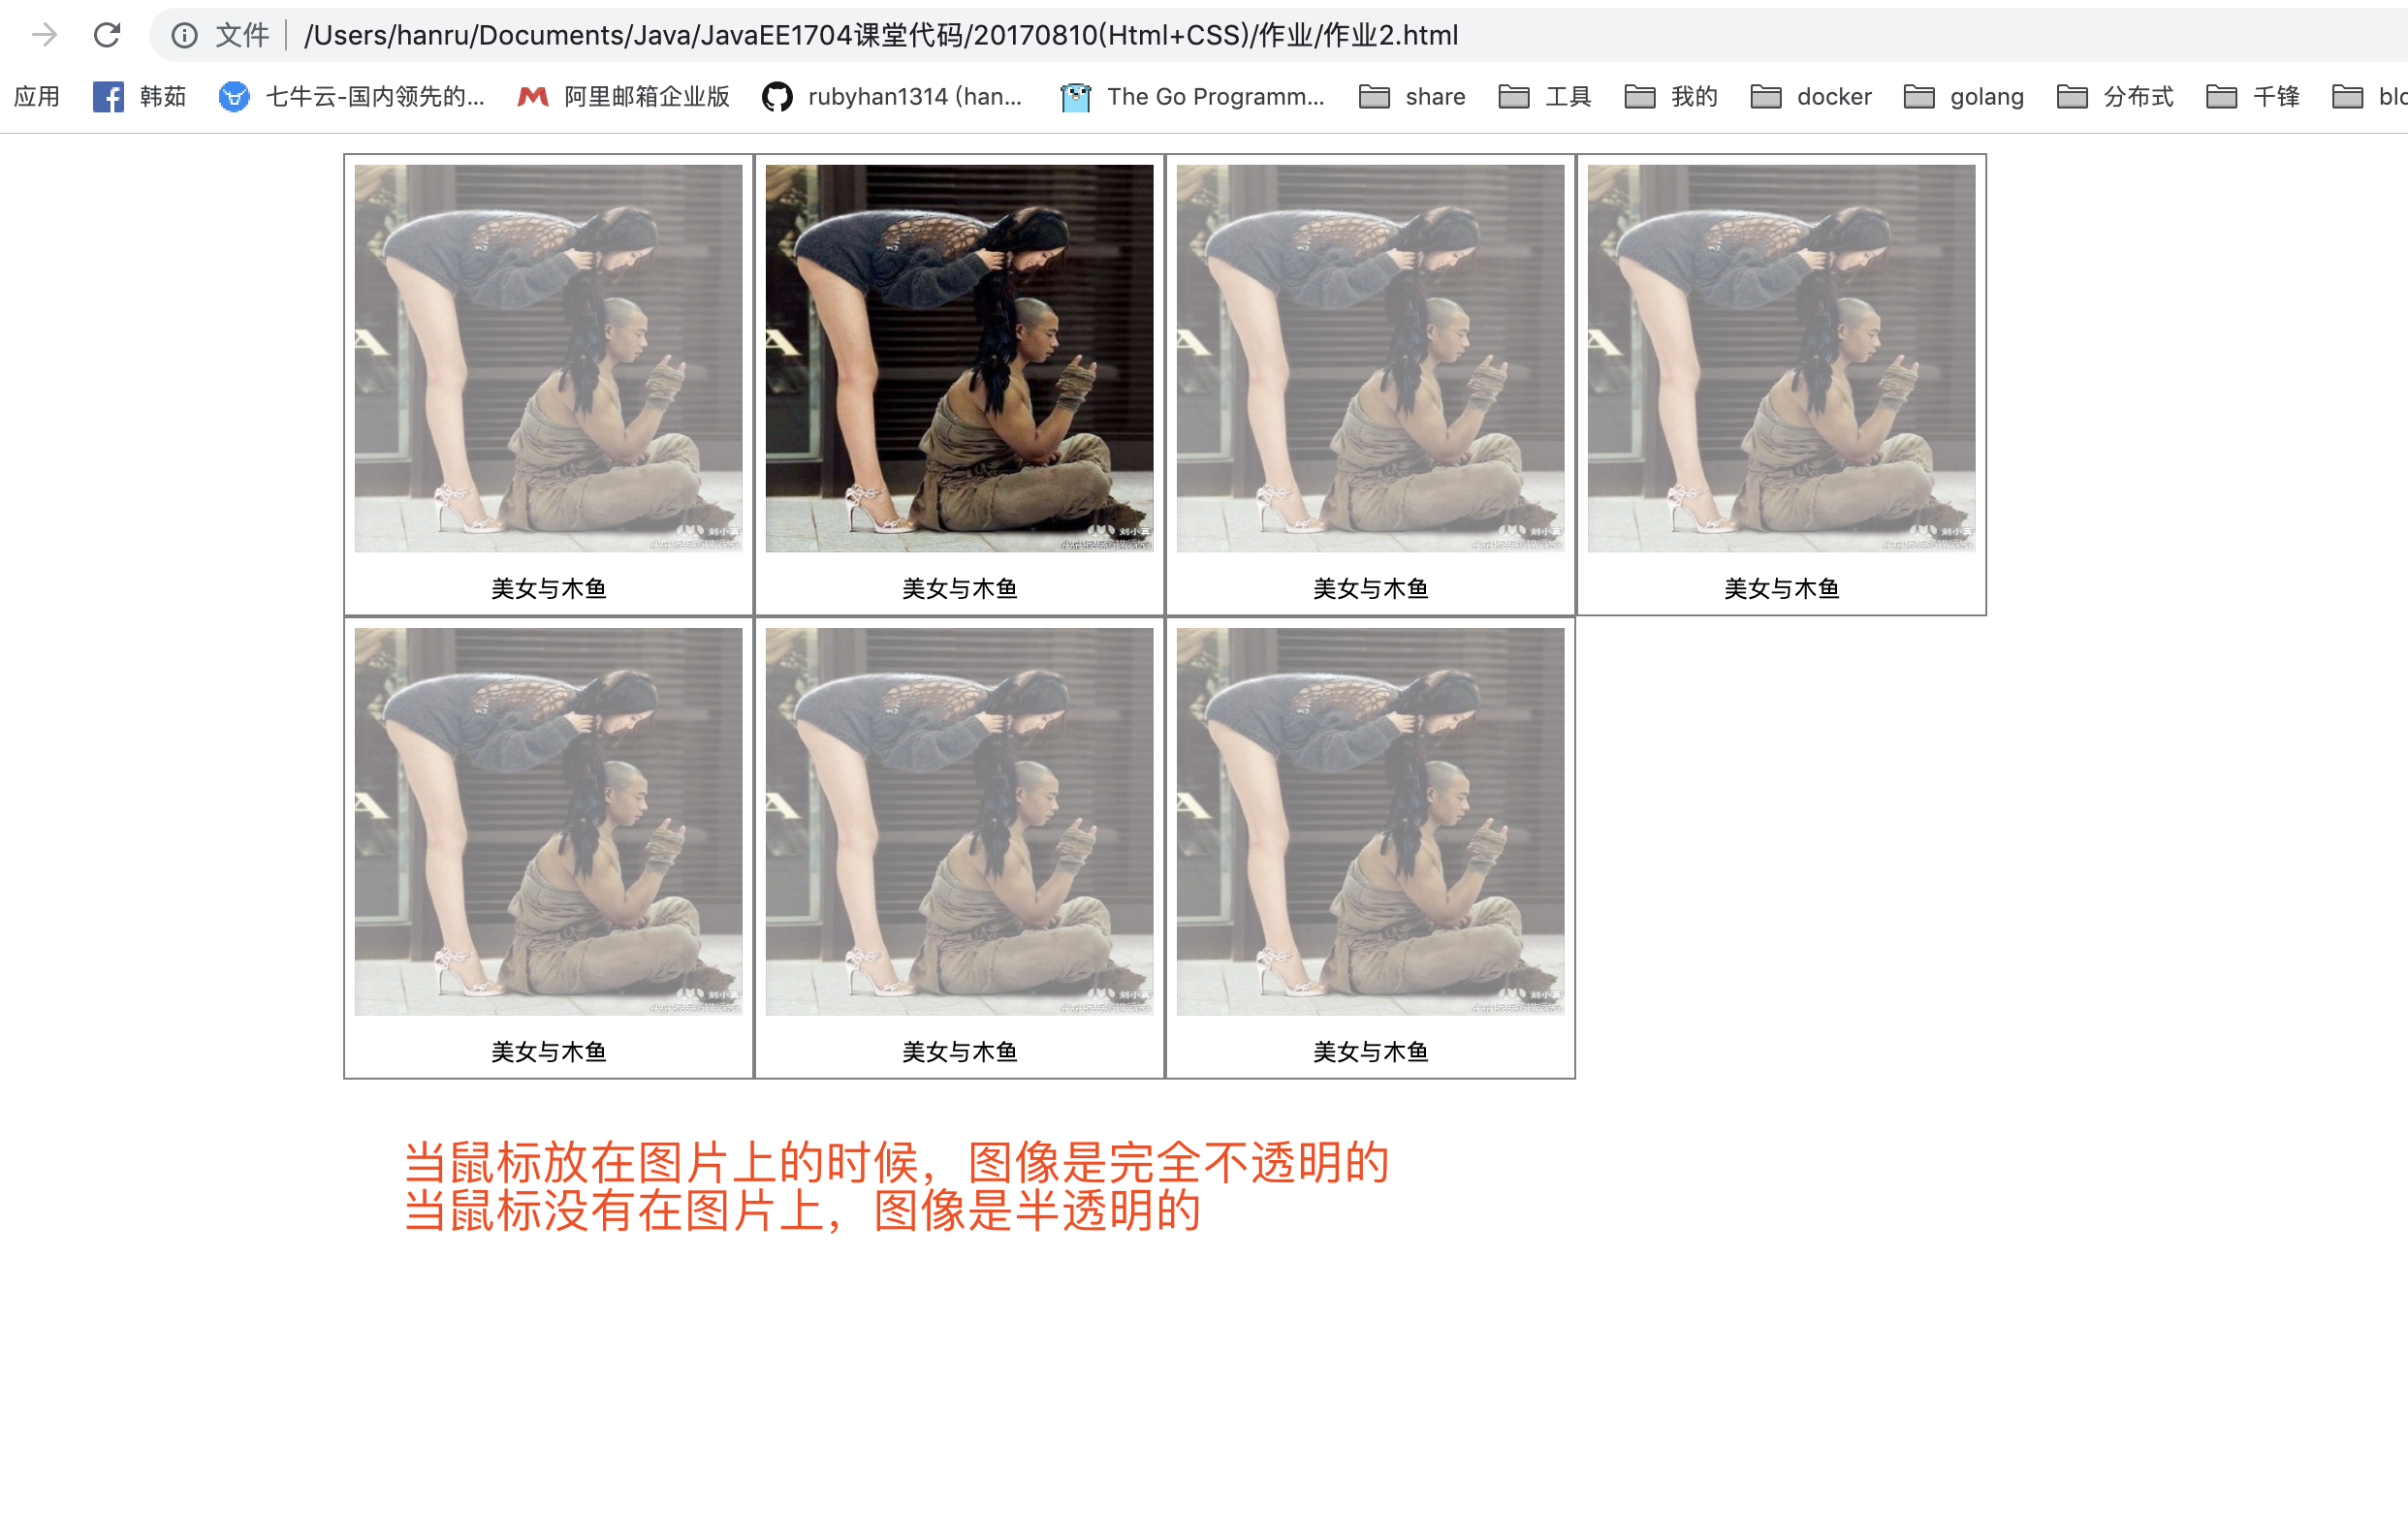 文件 /Users/hanru/Documents/Java/JavaEE1704课堂代码/20170810(Html+CSS)/作业/作业2.html
应用 韩茹 七牛云-国内领先的... 阿里邮箱企业版 rubyhan1314 (han... The Go Programm... share 工具 我的 docker golang 分布式 千锋 blo
美女与木鱼 美女与木鱼 美女与木鱼 美女与木鱼
美女与木鱼 美女与木鱼 美女与木鱼
当鼠标放在图片上的时候，图像是完全不透明的
当鼠标没有在图片上，图像是半透明的